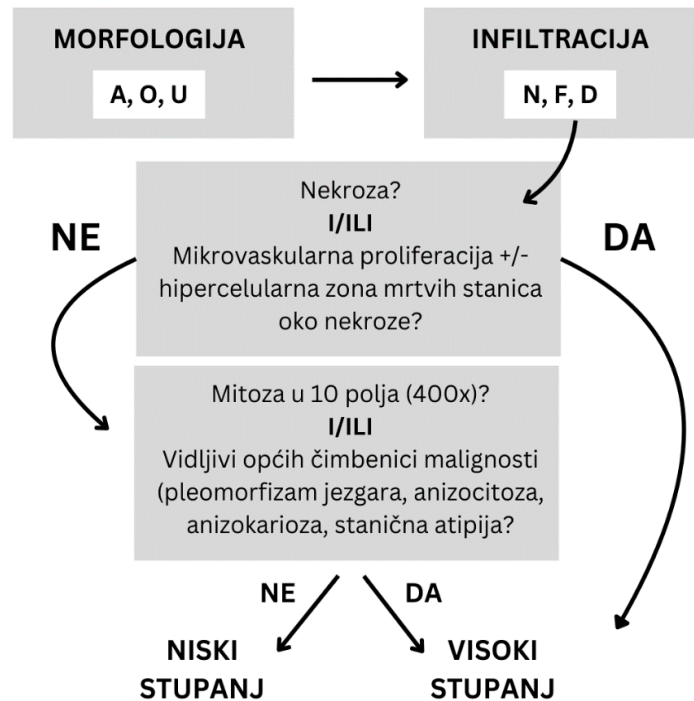 MORFOLOGIJA
A, O, U
INFILTRACIJA
N, F, D
NE
DA
Nekroza?
I/ILI
Mikrovaskularna proliferacija +/-
hipercelularna zona mrtvih stanica
oko nekroze?
Mitoza u 10 polja (400x)?
I/ILI
Vidljivi općih čimbenici malignosti
(pleomorfizam jezgara, anizocitoza,
anizokarioza, stanična atipija?
NE
DA
NISKI
STUPANJ
VISOKI
STUPANJ